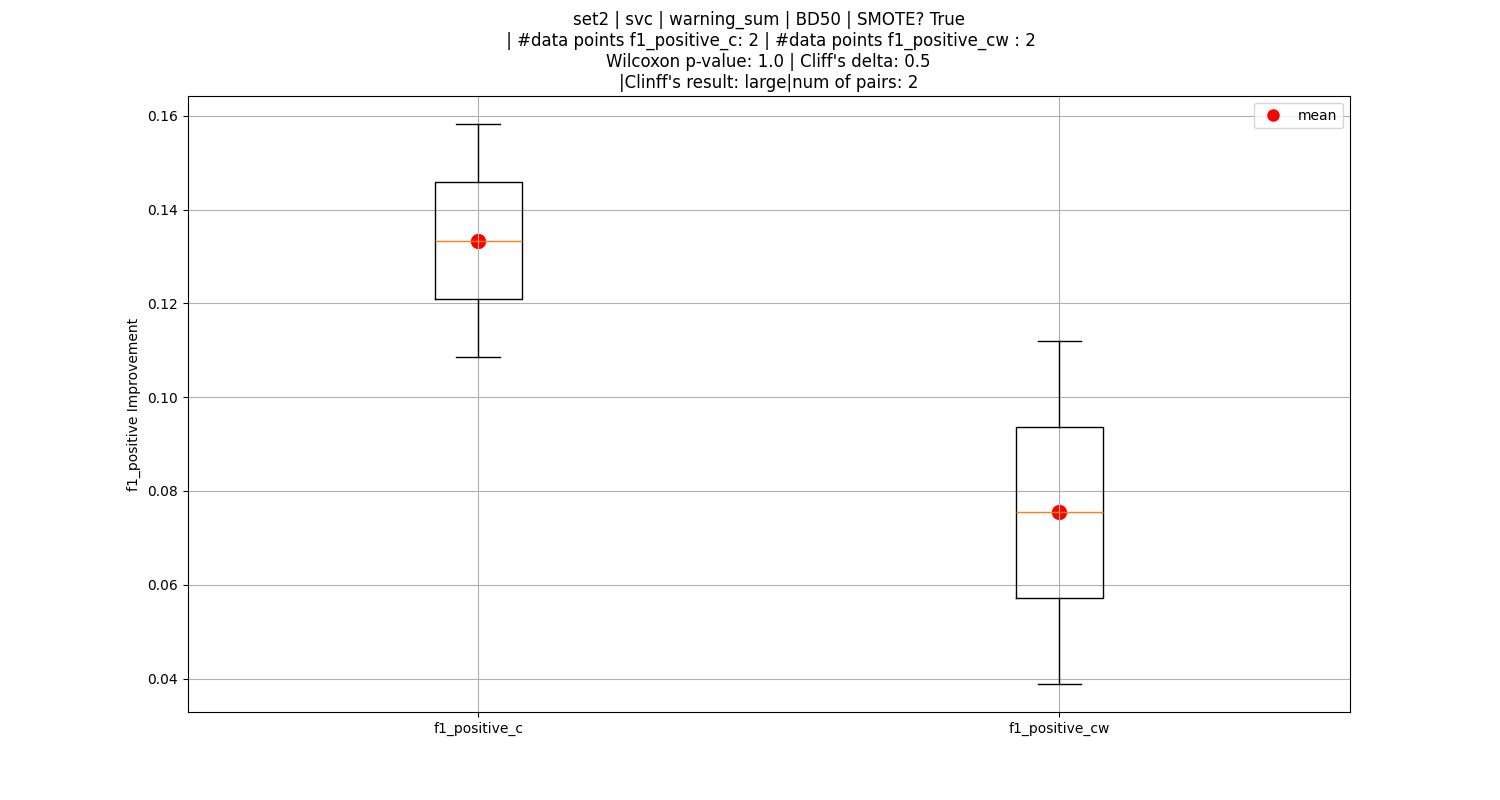 set2 | svc | warning_sum | BD50 | SMOTE? True
| #data points f1_positive_c: 2 | #data points f1_positive_cw : 2
Wilcoxon p-value: 1.0 | Cliff's delta: 0.5
|Clinff's result: large|num of pairs: 2
mean
0.16
0.14
0.12
0.10
0.08
0.06
0.04
f1_positive Improvement
f1_positive_c
f1_positive_cw